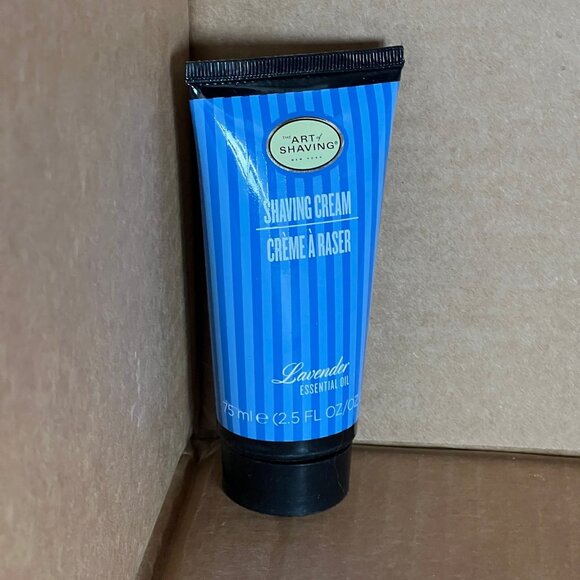 THE ART of
SHAVING®
NEW YORK
SHAVING CREAM
CRÈME À RASER
Lavender
ESSENTIAL OIL
75 ml e (2.5 FL OZ/OZ